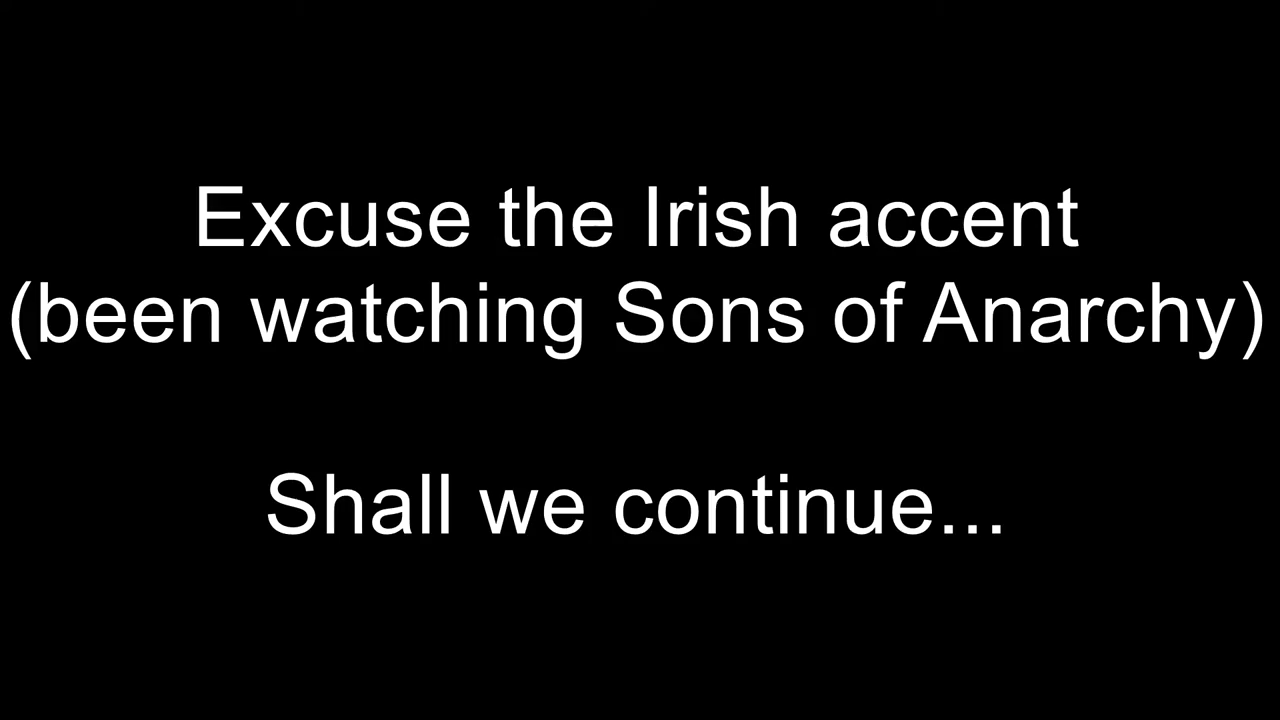 Excuse the Irish accent
(been watching Sons of Anarchy)
Shall we continue...